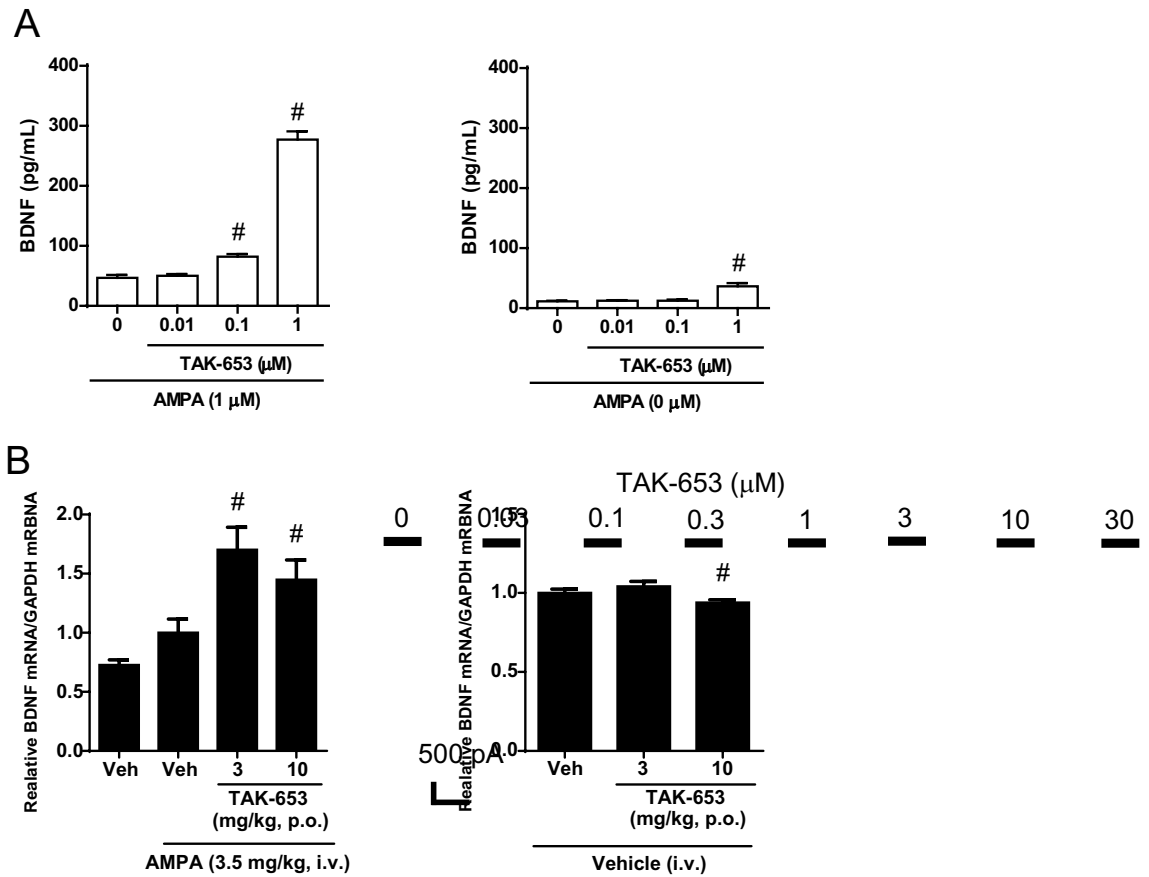 A
400
300
200
100
0
BDNF (pg/mL)
#
#
0 0.01 0.1 1
TAK-653 (μM)
AMPA (1 μM)
400
300
200
100
0
BDNF (pg/mL)
#
0 0.01 0.1 1
TAK-653 (μM)
AMPA (0 μM)
B
Realative BDNF mRNA/GAPDH mRBNA
2.0
1.5
1.0
0.5
0.0
#
#
Veh Veh 3 10
TAK-653
(mg/kg, p.o.)
AMPA (3.5 mg/kg, i.v.)
TAK-653 (μM)
0 0.1 0.3 1 3 10 30
500 pA
Realative BDNF mRNA/GAPDH mRBNA
1.0
0.5
0.0
#
Veh 3 10
TAK-653
(mg/kg, p.o.)
Vehicle (i.v.)